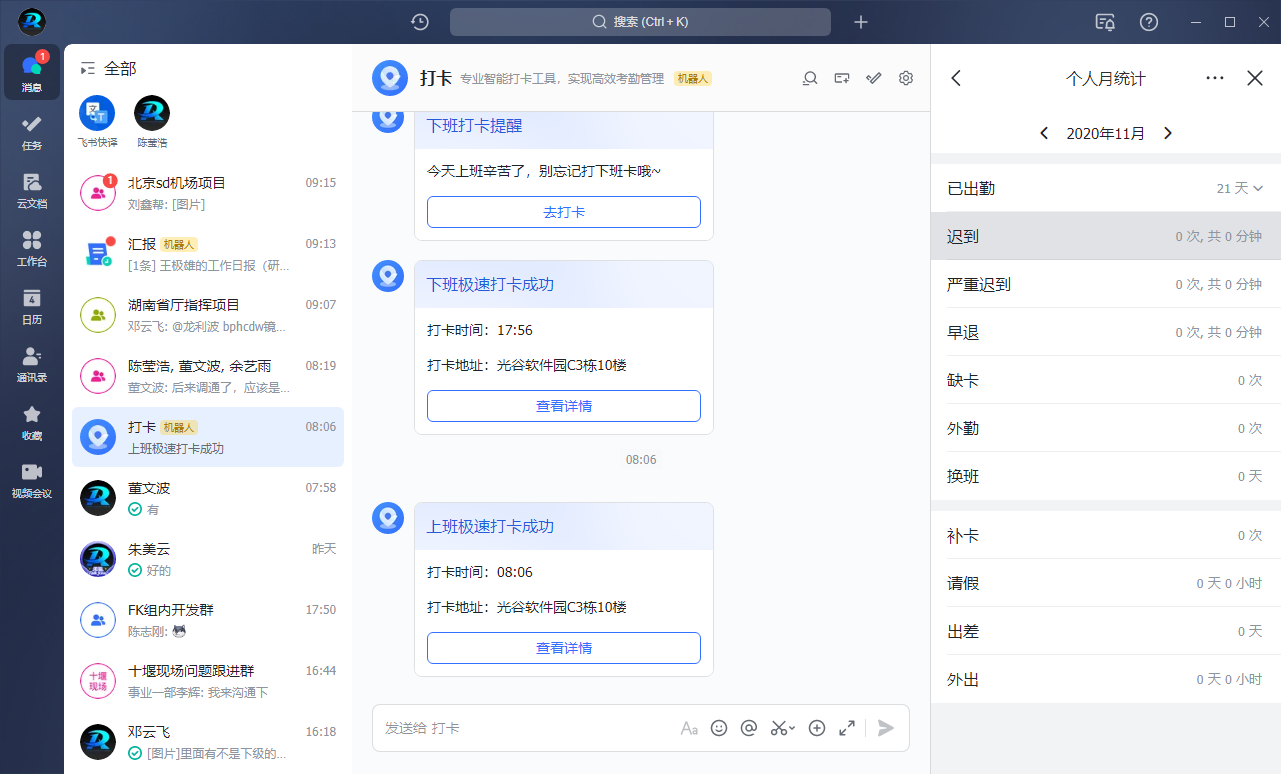 搜索 (Ctrl + K)
1
消息
任务
云文档
工作台
4
日历
通讯录
收藏
视频会议
全部
飞书快译
陈莹浩
1
北京sd机场项目
09:15
刘鑫帮: [图片]
汇报 机器人
09:13
[1条] 王极雄的工作日报（研...
湖南省厅指挥项目
09:07
邓云飞: @龙利波 bphcdw镜...
陈莹浩, 董文波, 余艺雨
08:19
董文波: 后来调通了，应该是...
打卡 机器人
08:06
上班极速打卡成功
董文波
07:58
有
朱美云
昨天
好的
FK组内开发群
17:50
陈志刚:
十堰
现场
十堰现场问题跟进群
16:44
事业一部李辉: 我来沟通下
邓云飞
16:18
[图片]里面有不是下级的...
打卡 专业智能打卡工具，实现高效考勤管理 机器人
下班打卡提醒
今天上班辛苦了，别忘记打下班卡哦~
去打卡
下班极速打卡成功
打卡时间：17:56
打卡地址：光谷软件园C3栋10楼
查看详情
08:06
上班极速打卡成功
打卡时间：08:06
打卡地址：光谷软件园C3栋10楼
查看详情
发送给 打卡
Aa
个人月统计
2020年11月
已出勤
21 天
迟到
0 次, 共 0 分钟
严重迟到
0 次, 共 0 分钟
早退
0 次, 共 0 分钟
缺卡
0 次
外勤
0 次
换班
0 天
补卡
0 次
请假
0 天 0 小时
出差
0 天
外出
0 天 0 小时